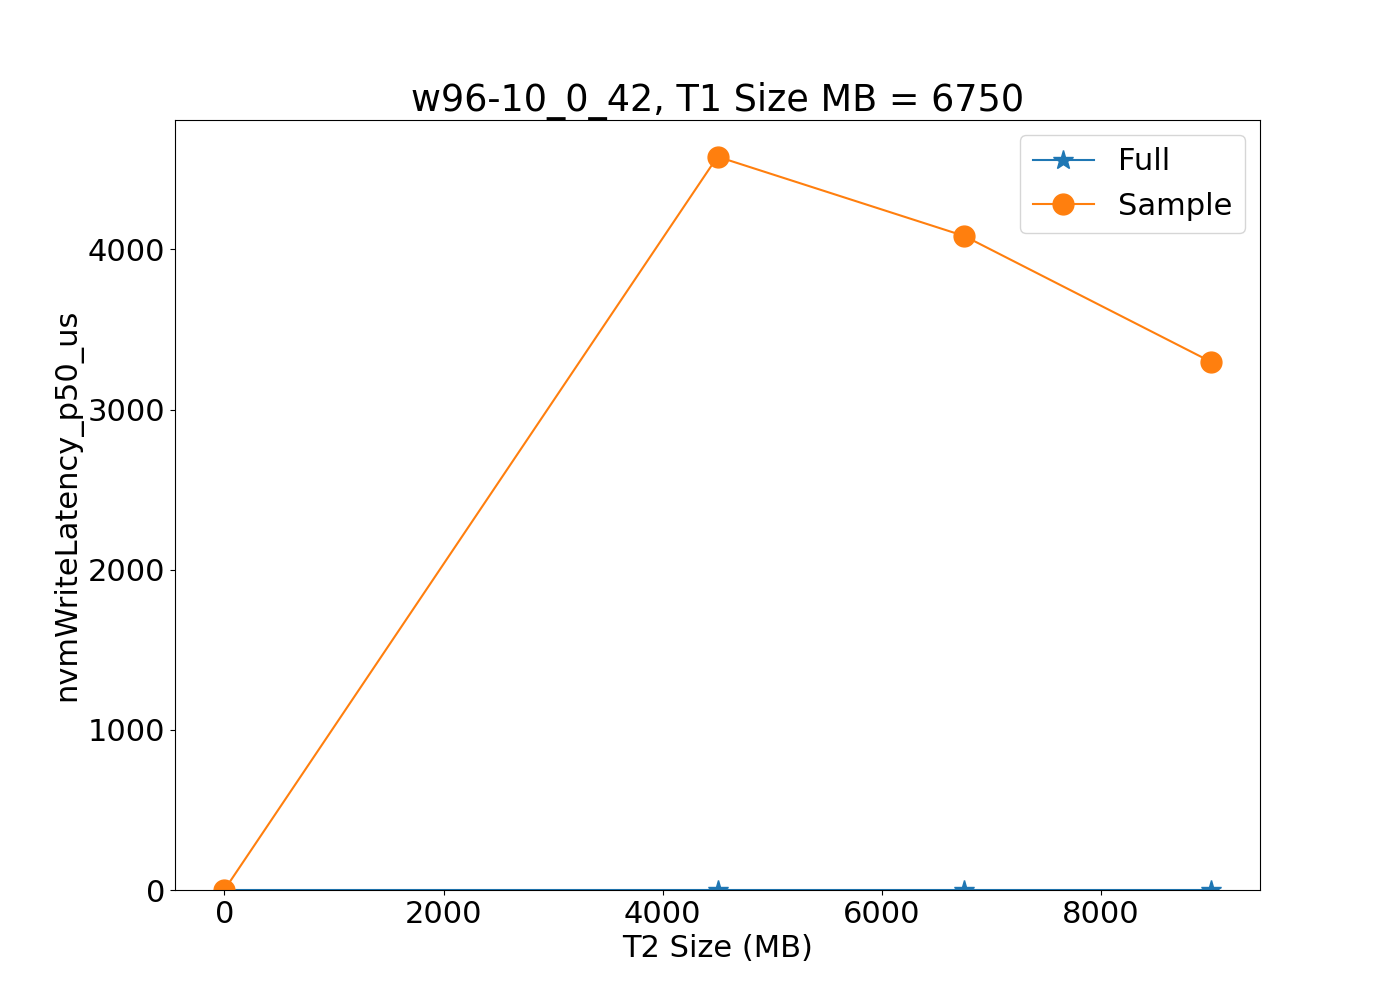 w96-10_0_42, T1 Size MB = 6750
Full
Sample
nvmWriteLatency_p50_us
4000
3000
2000
1000
0
0 2000 4000 6000 8000
T2 Size (MB)